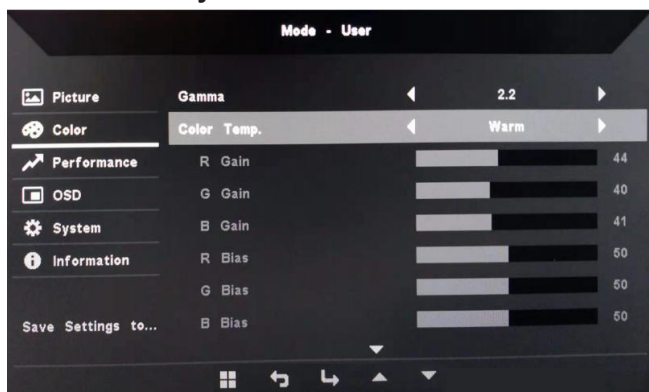 Mode - User
Picture
Gamma 2.2
Color
Color Temp. Warm
Performance
R Gain 44
OSD
G Gain 40
System
B Gain 41
Information
R Bias 50
G Bias 50
Save Settings to...
B Bias 50